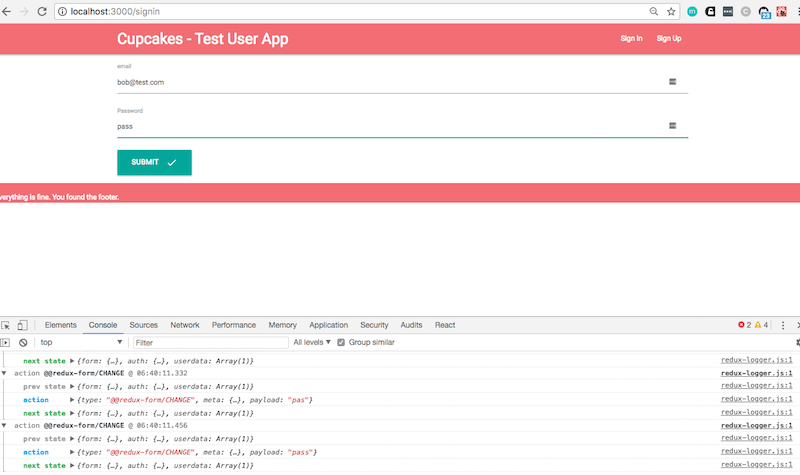 localhost:3000/signin
23
Cupcakes - Test User App
Sign In Sign Up
email
bob@test.com
Password
pass
SUBMIT
verything is fine. You found the footer.
Elements Console Sources Network Performance Memory Application Security Audits React 2 4
top Filter All levels Group similar
next state {form: {…}, auth: {…}, userdata: Array(1)} redux-logger.js:1
action @@redux-form/CHANGE @ 06:40:11.332 redux-logger.js:1
prev state {form: {…}, auth: {…}, userdata: Array(1)} redux-logger.js:1
action {type: "@@redux-form/CHANGE", meta: {…}, payload: "pas"} redux-logger.js:1
next state {form: {…}, auth: {…}, userdata: Array(1)} redux-logger.js:1
action @@redux-form/CHANGE @ 06:40:11.456 redux-logger.js:1
prev state {form: {…}, auth: {…}, userdata: Array(1)} redux-logger.js:1
action {type: "@@redux-form/CHANGE", meta: {…}, payload: "pass"} redux-logger.js:1
next state {form: {…}, auth: {…}, userdata: Array(1)} redux-logger.js:1